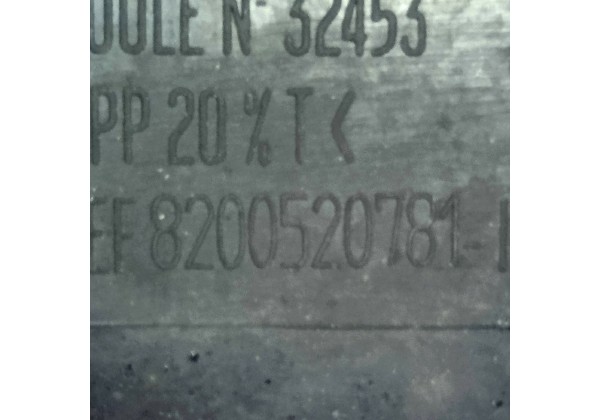 OULE N° 32453
PP 20 % T <
EF 8200520781-